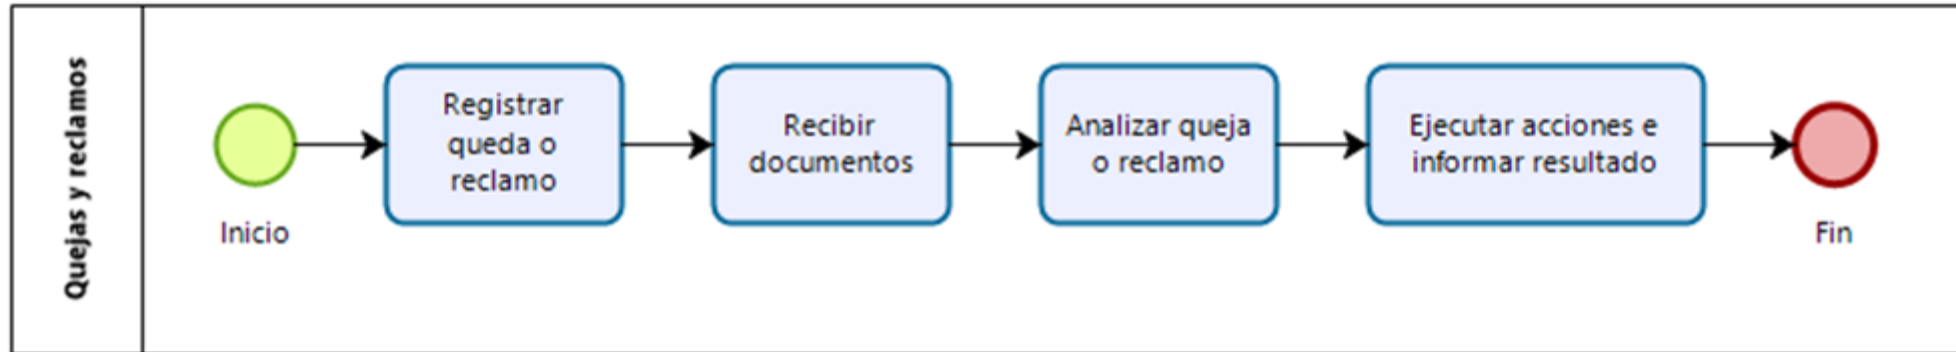 Quejas y reclamos
Inicio
Registrar
queda o
reclamo
Recibir
documentos
Analizar queja
o reclamo
Ejecutar acciones e
informar resultado
Fin